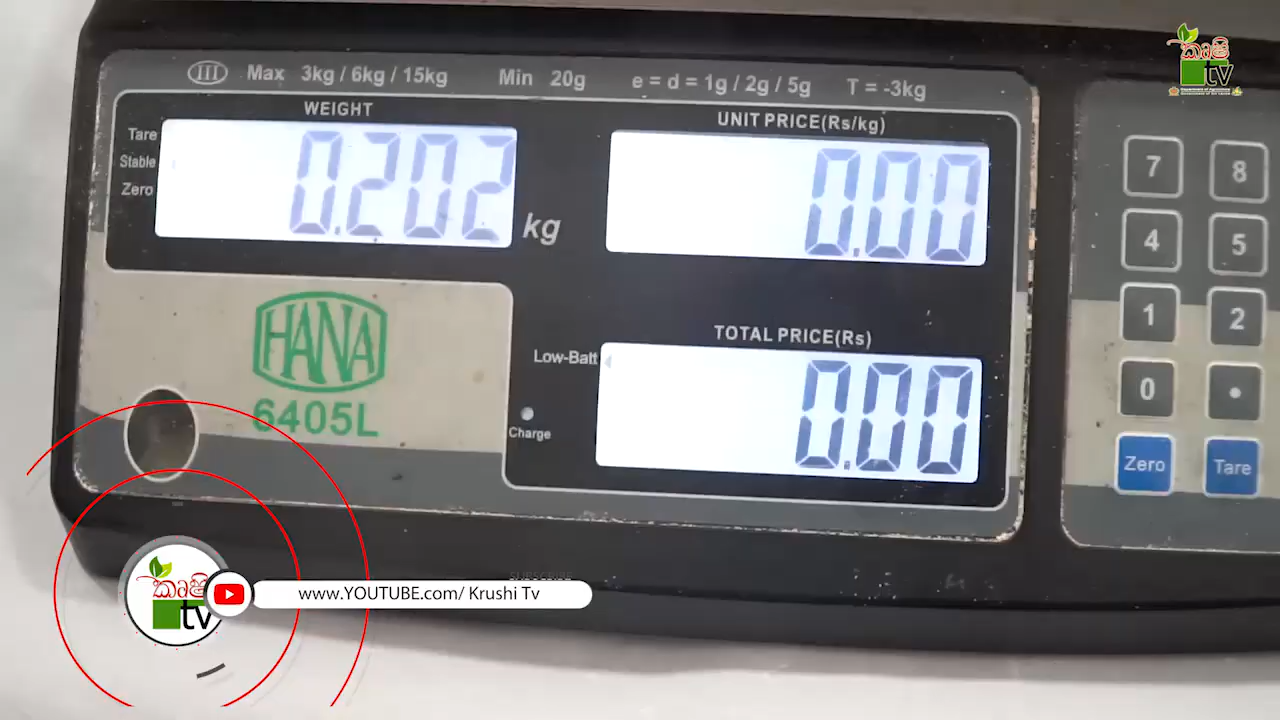 III Max 3kg / 6kg / 15kg Min 20g e = d = 1g / 2g / 5g T = -3kg
WEIGHT
UNIT PRICE(Rs/kg)
Tare
Stable
Zero
0.202
kg
0.00
TOTAL PRICE(Rs)
Low-Batt
0.00
Charge
HANA
6405L
7
8
4
5
1
2
0
Zero
Tare
කෘෂි
tv
කෘෂි
tv
www.YOUTUBE.com/ Krushi Tv